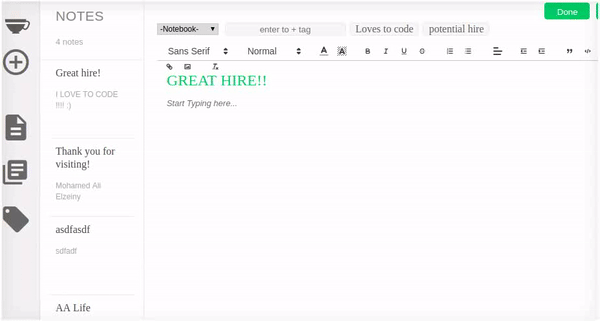 NOTES
4 notes
Great hire!
I LOVE TO CODE
!!!! :)
Thank you for
visiting!
Mohamed Ali
Elzeiny
asdfasdf
sdfadf
AA Life
Done
-Notebook-
enter to + tag
Loves to code
potential hire
Sans Serif
Normal
A A B I U S
GREAT HIRE!!
Start Typing here...